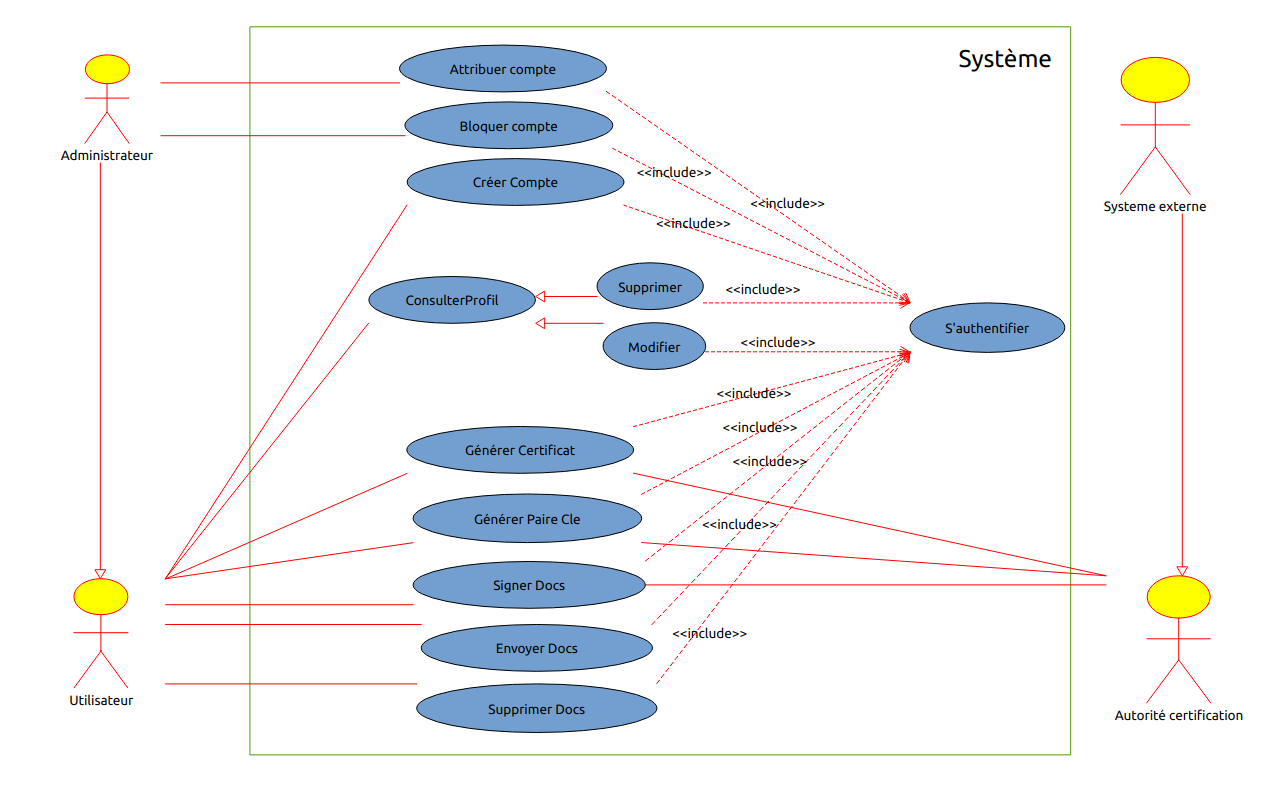 Système
Attribuer compte
Bloquer compte
Administrateur
<<include>>
Créer Compte
<<include>>
Systeme externe
<<include>>
Supprimer
<<include>>
ConsulterProfil
S'authentifier
<<include>>
Modifier
<<include>>
<<include>>
Générer Certificat
<<include>>
Générer Paire Cle
<<include>>
Signer Docs
<<include>>
Envoyer Docs
Utilisateur
Supprimer Docs
Autorité certification